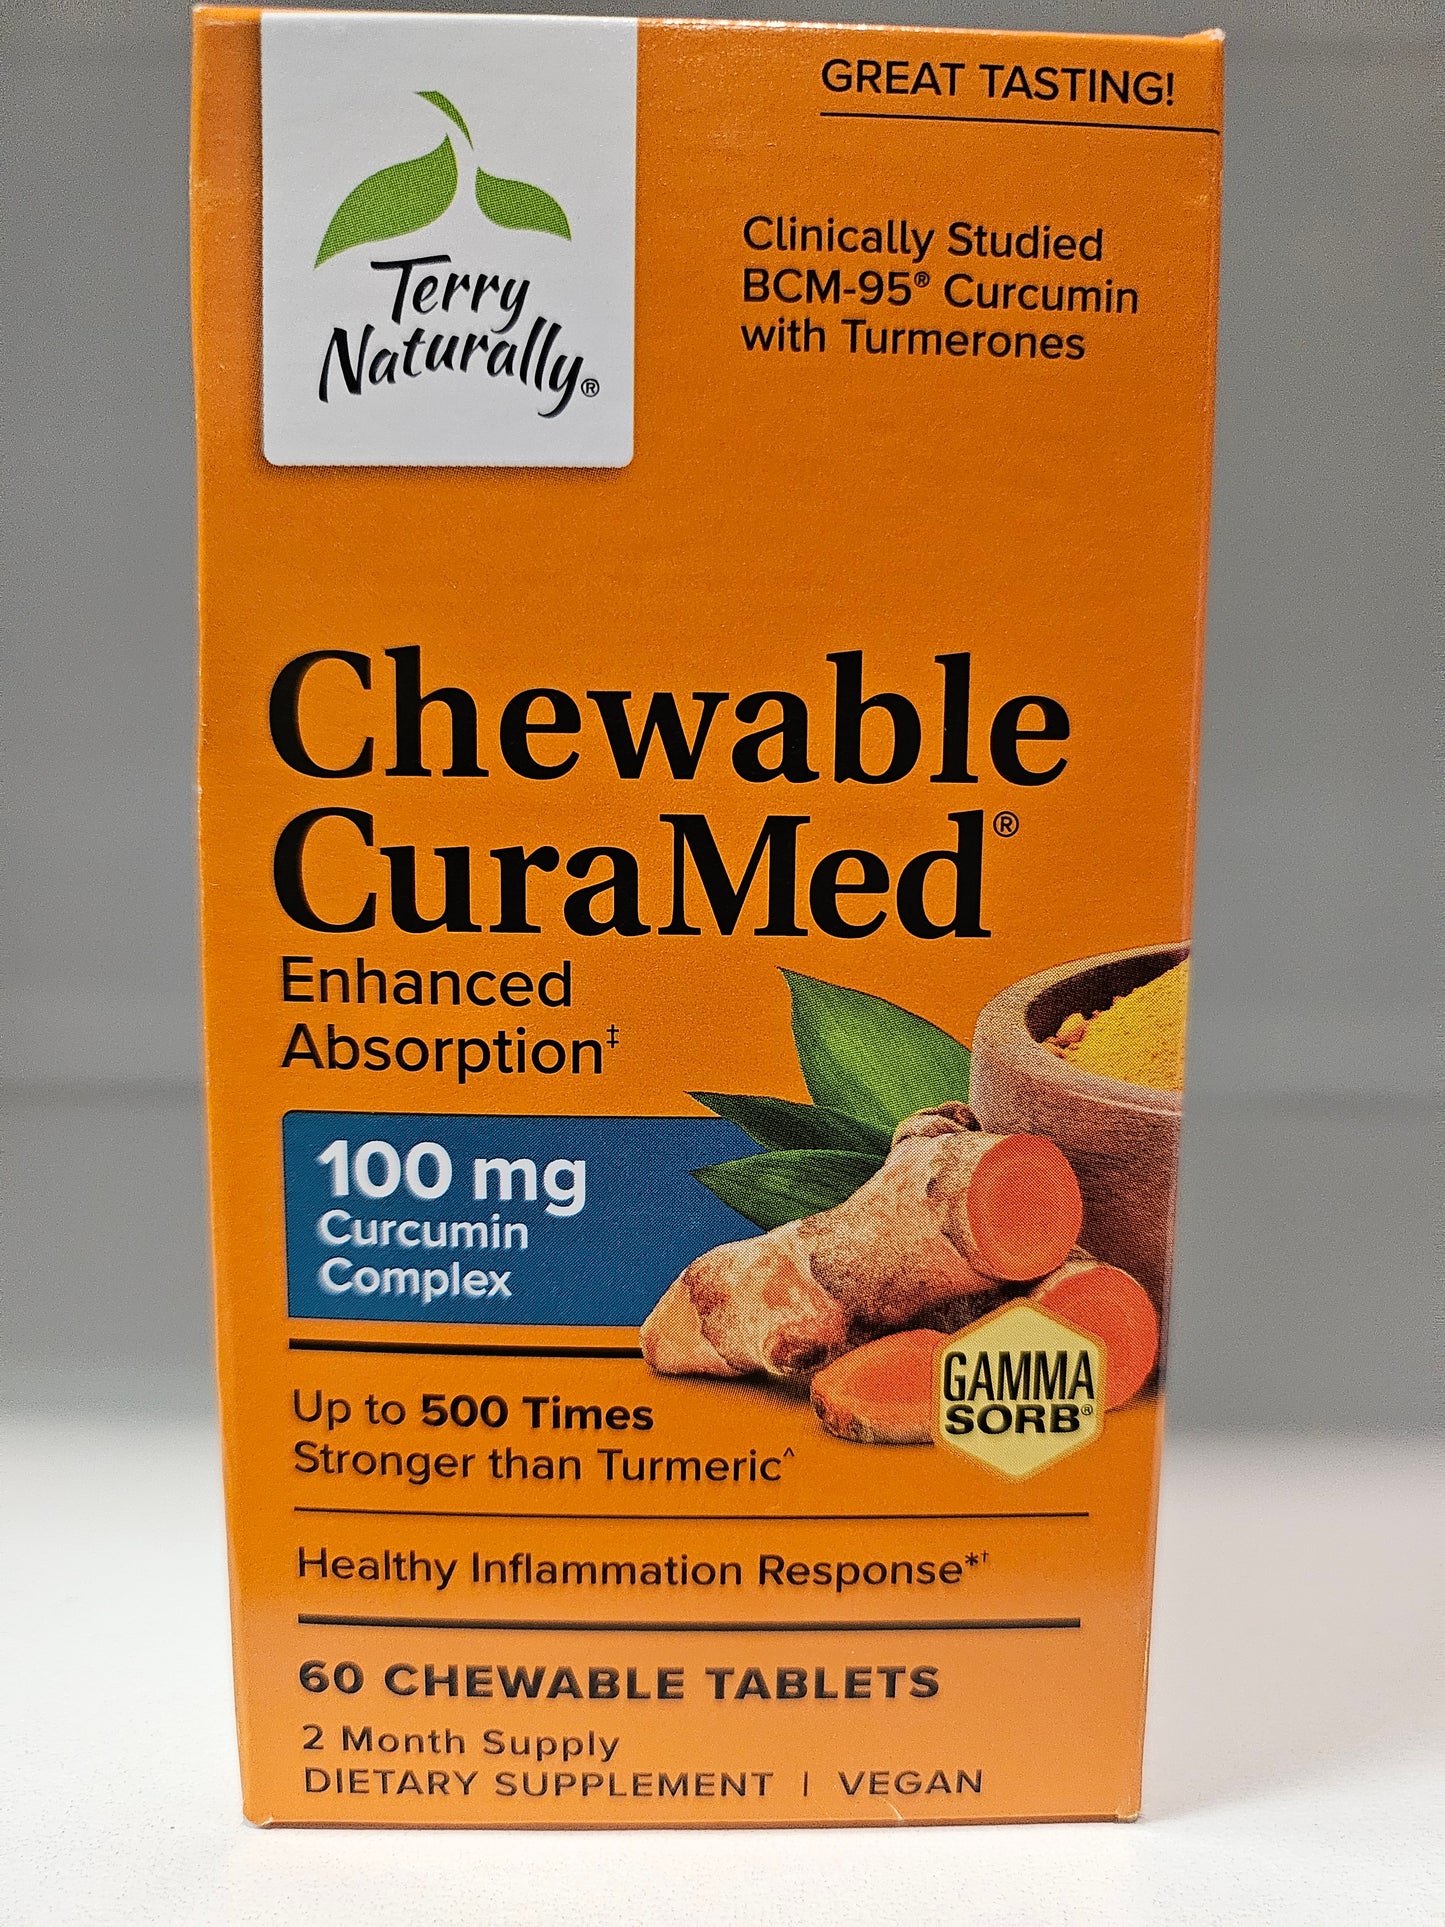 GREAT TASTING!
Terry
Naturally®
Clinically Studied
BCM-95® Curcumin
with Turmerones
Chewable
CuraMed®
Enhanced
Absorption‡
100 mg
Curcumin
Complex
GAMMA
SORB®
Up to 500 Times
Stronger than Turmeric^
Healthy Inflammation Response*†
60 CHEWABLE TABLETS
2 Month Supply
DIETARY SUPPLEMENT | VEGAN